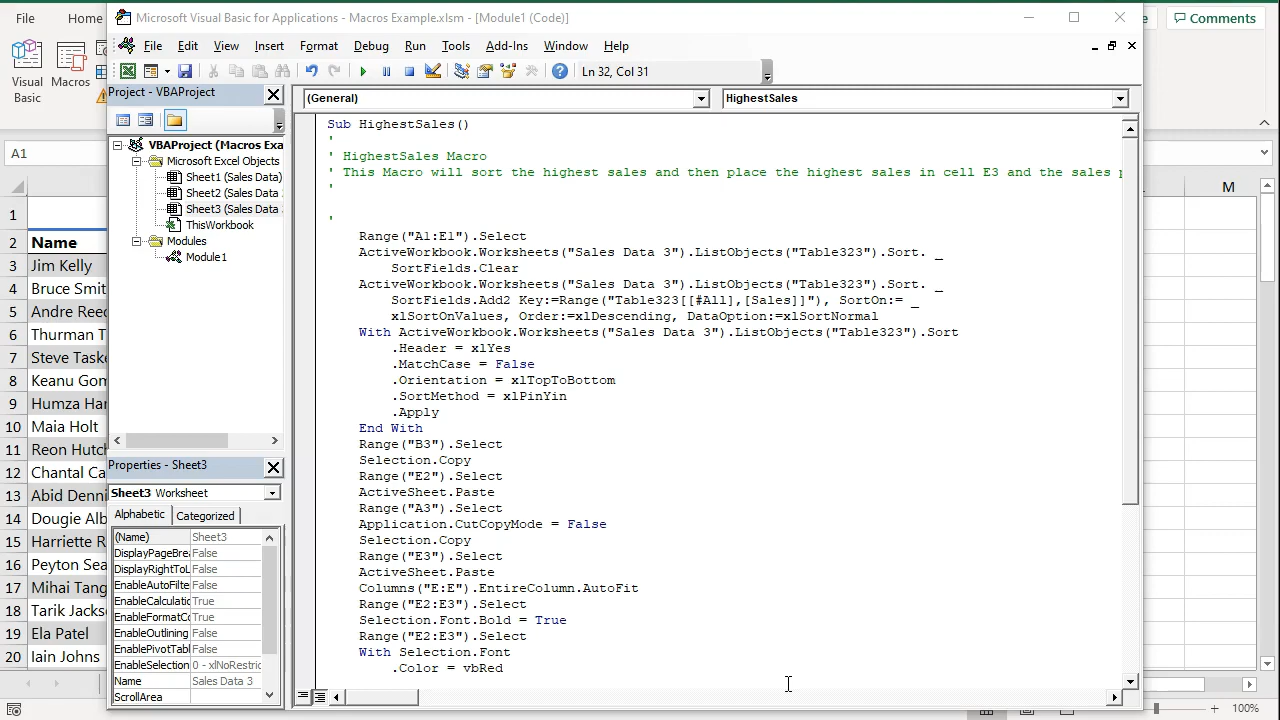 File
Home
Comments
Visual
Basic
Macros
Microsoft Visual Basic for Applications - Macros Example.xlsm - [Module1 (Code)]
File Edit View Insert Format Debug Run Tools Add-Ins Window Help
Ln 32, Col 31
Project - VBAProject
(General)
HighestSales
VBAProject (Macros Exa
Microsoft Excel Objects
Sheet1 (Sales Data)
Sheet2 (Sales Data
Sheet3 (Sales Data
ThisWorkbook
Modules
Module1
Properties - Sheet3
Sheet3 Worksheet
Alphabetic Categorized
(Name) Sheet3
DisplayPageBrea False
DisplayRightToL False
EnableAutoFilte False
EnableCalculatio True
EnableFormatCo True
EnableOutlining False
EnablePivotTabl False
EnableSelection 0 - xlNoRestric
Name Sales Data 3
ScrollArea
Sub HighestSales()
'
' HighestSales Macro
' This Macro will sort the highest sales and then place the highest sales in cell E3 and the sales p
'
'
Range("A1:E1").Select
ActiveWorkbook.Worksheets("Sales Data 3").ListObjects("Table323").Sort. _
SortFields.Clear
ActiveWorkbook.Worksheets("Sales Data 3").ListObjects("Table323").Sort. _
SortFields.Add2 Key:=Range("Table323[[#All],[Sales]]"), SortOn:= _
xlSortOnValues, Order:=xlDescending, DataOption:=xlSortNormal
With ActiveWorkbook.Worksheets("Sales Data 3").ListObjects("Table323").Sort
.Header = xlYes
.MatchCase = False
.Orientation = xlTopToBottom
.SortMethod = xlPinYin
.Apply
End With
Range("B3").Select
Selection.Copy
Range("E2").Select
ActiveSheet.Paste
Range("A3").Select
Application.CutCopyMode = False
Selection.Copy
Range("E3").Select
ActiveSheet.Paste
Columns("E:E").EntireColumn.AutoFit
Range("E2:E3").Select
Selection.Font.Bold = True
Range("E2:E3").Select
With Selection.Font
.Color = vbRed
A1
M
1
2 Name
3 Jim Kelly
4 Bruce Smit
5 Andre Reed
6 Thurman T
7 Steve Taske
8 Keanu Gom
9 Humza Har
10 Maia Holt
11 Reon Hutch
12 Chantal Ca
13 Abid Denni
14 Dougie Alb
15 Harriette R
16 Peyton Sea
17 Mihai Tang
18 Tarik Jackso
19 Ela Patel
20 Iain Johns
100%